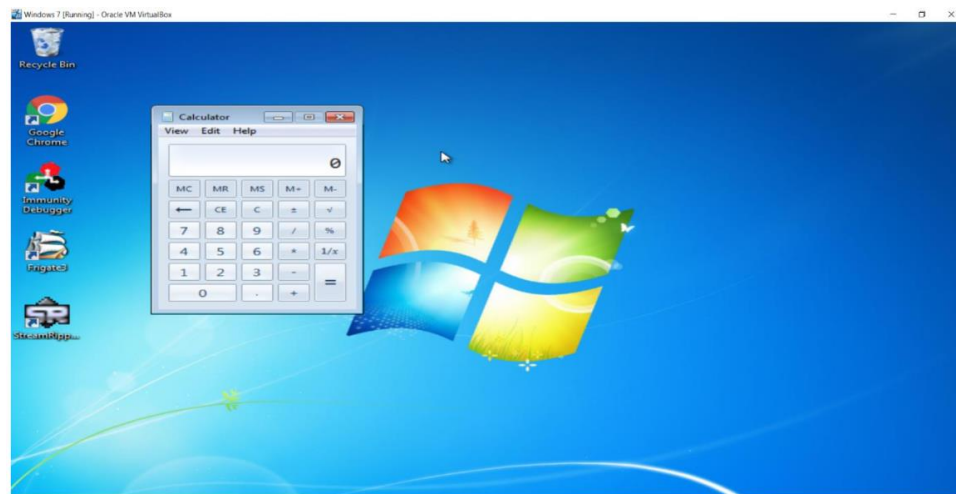 Windows 7 [Running] - Oracle VM VirtualBox
Recycle Bin
Google
Chrome
Immunity
Debugger
Frigate3
StreamRipp...
Calculator
View Edit Help
0
MC MR MS M+ M-
← CE C ± √
7 8 9 / %
4 5 6 * 1/x
1 2 3 - =
0 . +